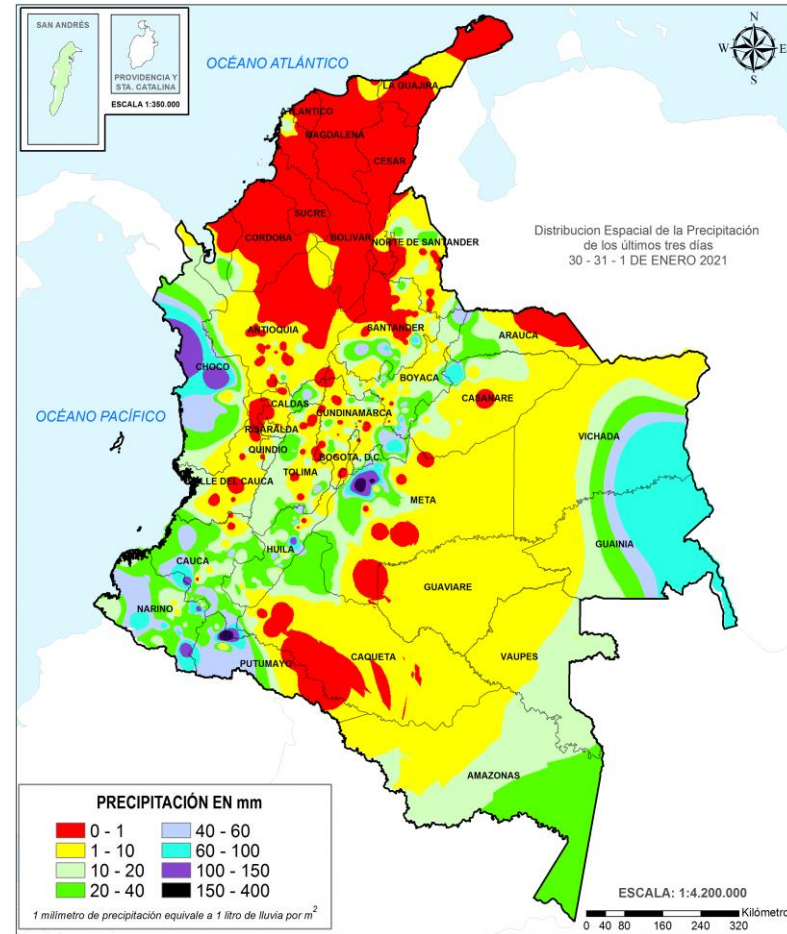 SAN ANDRÉS
PROVIDENCIA Y
STA. CATALINA
ESCALA 1:350.000
OCÉANO ATLÁNTICO
N
W
E
S
LA GUAJIRA
ATLANTICO
MAGDALENA
CESAR
SUCRE
CORDOBA
BOLIVAR
NORTE DE SANTANDER
Distribucion Espacial de la Precipitación
de los últimos tres días
30 - 31 - 1 DE ENERO 2021
ANTIOQUIA
SANTANDER
ARAUCA
CHOCO
BOYACA
CASANARE
OCÉANO PACÍFICO
CALDAS
CUNDINAMARCA
RISARALDA
VICHADA
QUINDIO
BOGOTA, D.C.
TOLIMA
VALLE DEL CAUCA
META
GUAINIA
HUILA
CAUCA
GUAVIARE
NARINO
PUTUMAYO
CAQUETA
VAUPES
AMAZONAS
PRECIPITACIÓN EN mm
0 - 1
40 - 60
1 - 10
60 - 100
10 - 20
100 - 150
20 - 40
150 - 400
1 milímetro de precipitación equivale a 1 litro de lluvia por m²
ESCALA: 1:4.200.000
Kilómetro
0 40 80 160 240 320